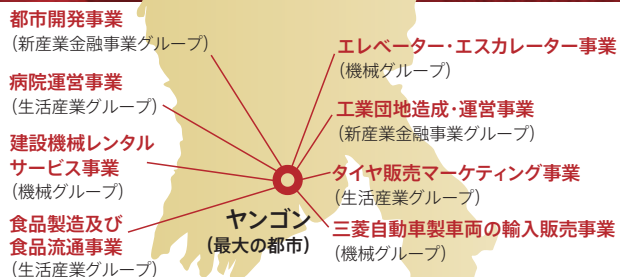 都市開発事業
(新産業金融事業グループ)
病院運営事業
(生活産業グループ)
建設機械レンタル
サービス事業
(機械グループ)
食品製造及び
食品流通事業
(生活産業グループ)
エレベーター・エスカレーター事業
(機械グループ)
工業団地造成・運営事業
(新産業金融事業グループ)
タイヤ販売マーケティング事業
(生活産業グループ)
三菱自動車製車両の輸入販売事業
(機械グループ)
ヤンゴン
(最大の都市)